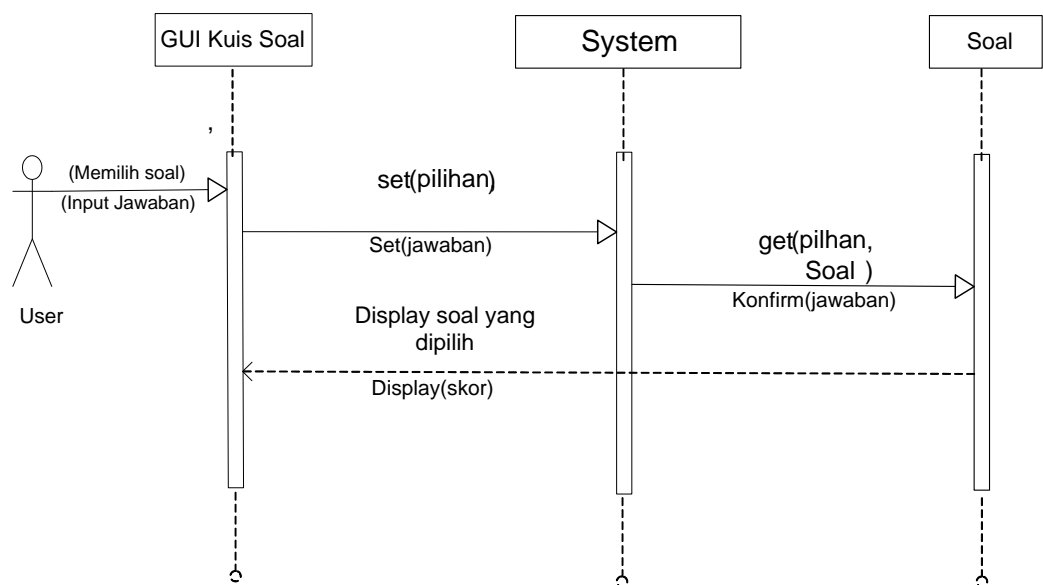 GUI Kuis Soal
System
Soal
,
(Memilih soal)
(Input Jawaban)
User
set(pilihan,)
Set(jawaban)
get(pilhan,
Soal )
Konfirm(jawaban)
Display soal yang
dipilih
Display(skor)